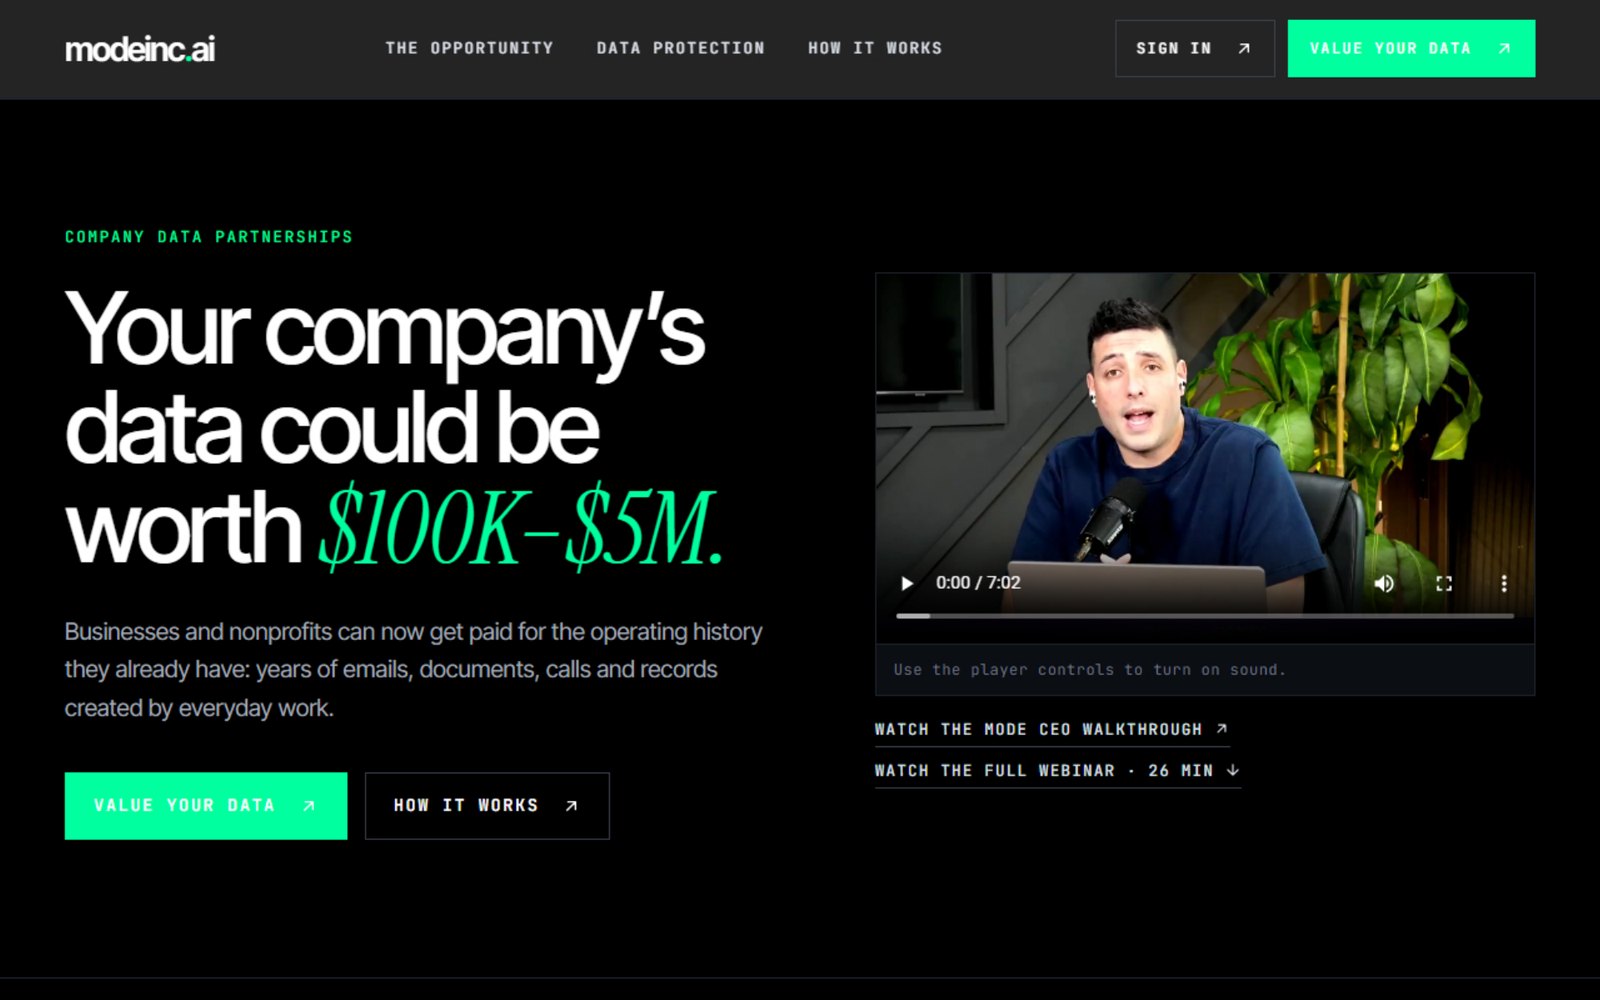 modeinc.ai
THE OPPORTUNITY
DATA PROTECTION
HOW IT WORKS
SIGN IN ↗
VALUE YOUR DATA ↗
COMPANY DATA PARTNERSHIPS
Your company’s
data could be
worth $100K–$5M.
Businesses and nonprofits can now get paid for the operating history
they already have: years of emails, documents, calls and records
created by everyday work.
VALUE YOUR DATA ↗
HOW IT WORKS ↗
0:00 / 7:02
Use the player controls to turn on sound.
WATCH THE MODE CEO WALKTHROUGH ↗
WATCH THE FULL WEBINAR · 26 MIN ↓